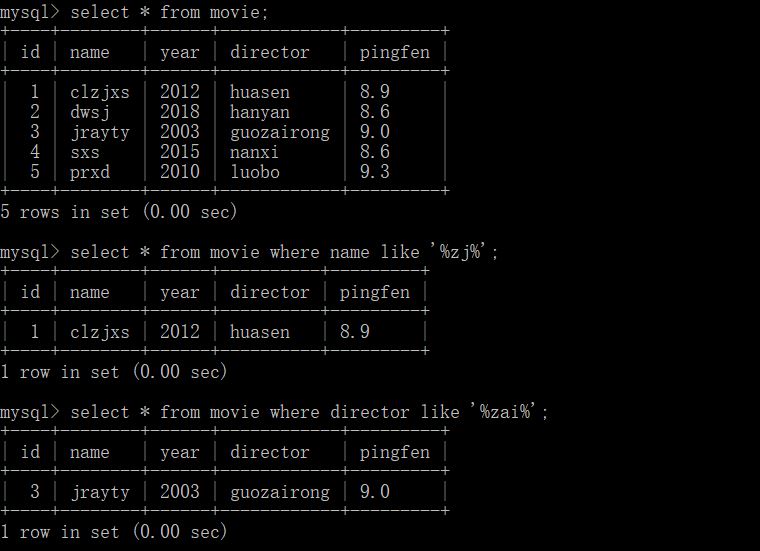 mysql> select * from movie;
+----+--------+------+------------+---------+
| id | name   | year | director   | pingfen |
+----+--------+------+------------+---------+
|  1 | clzjxs | 2012 | huasen     | 8.9     |
|  2 | dwsj   | 2018 | hanyan     | 8.6     |
|  3 | jrayty | 2003 | guozairong | 9.0     |
|  4 | sxs    | 2015 | nanxi      | 8.6     |
|  5 | prxd   | 2010 | luobo      | 9.3     |
+----+--------+------+------------+---------+
5 rows in set (0.00 sec)
mysql> select * from movie where name like '%zj%';
+----+--------+------+----------+---------+
| id | name   | year | director | pingfen |
+----+--------+------+----------+---------+
|  1 | clzjxs | 2012 | huasen   | 8.9     |
+----+--------+------+----------+---------+
1 row in set (0.00 sec)
mysql> select * from movie where director like '%zai%';
+----+--------+------+------------+---------+
| id | name   | year | director   | pingfen |
+----+--------+------+------------+---------+
|  3 | jrayty | 2003 | guozairong | 9.0     |
+----+--------+------+------------+---------+
1 row in set (0.00 sec)